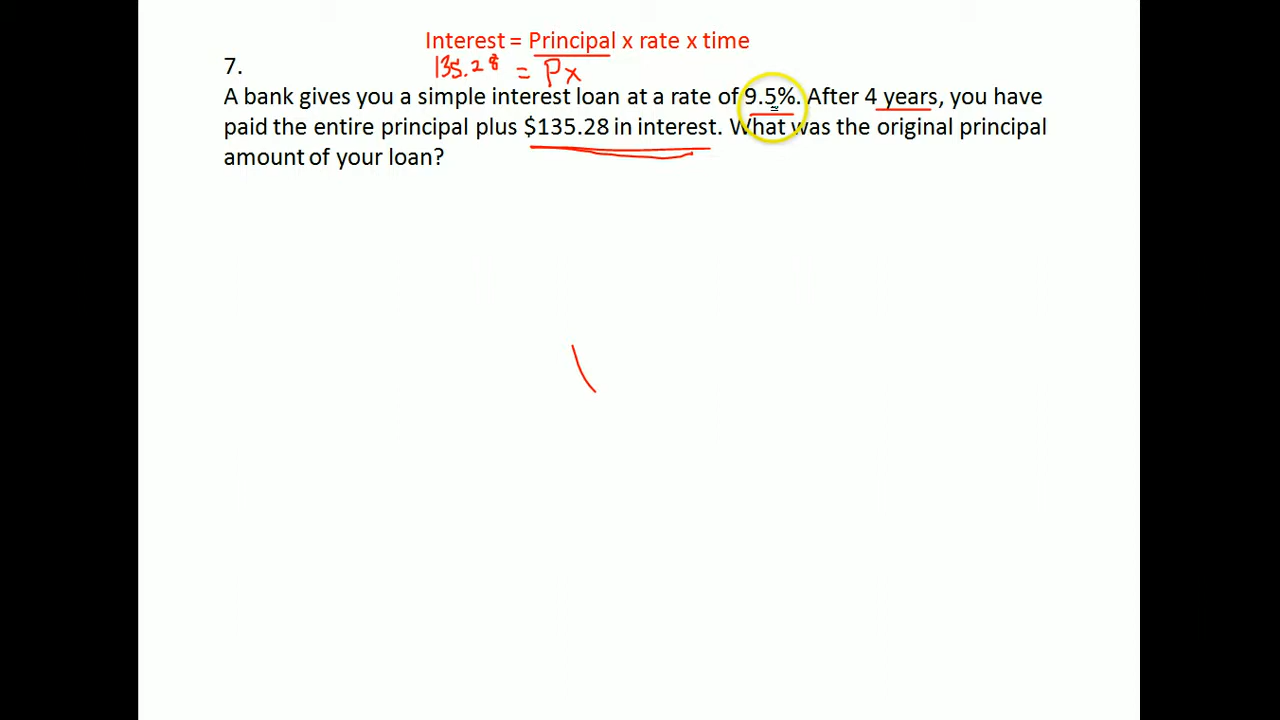 Interest = Principal x rate x time
7.
135.28 = Px
A bank gives you a simple interest loan at a rate of 9.5%. After 4 years, you have
paid the entire principal plus $135.28 in interest. What was the original principal
amount of your loan?